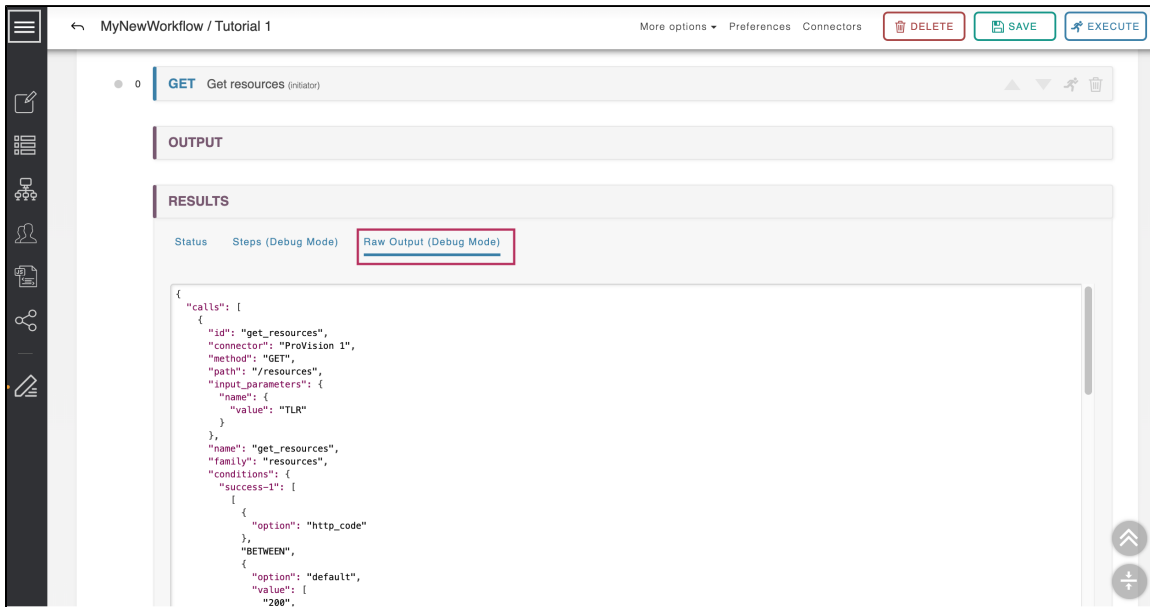 MyNewWorkflow / Tutorial 1
More options Preferences Connectors DELETE SAVE EXECUTE
0 GET Get resources (initiator)
OUTPUT
RESULTS
Status Steps (Debug Mode) Raw Output (Debug Mode)
{
"calls": [
{
"id": "get_resources",
"connector": "ProVision 1",
"method": "GET",
"path": "/resources",
"input_parameters": {
"name": {
"value": "TLR"
}
},
"name": "get_resources",
"family": "resources",
"conditions": {
"success-1": [
[
{
"option": "http_code"
},
"BETWEEN",
{
"option": "default",
"value": [
"200",